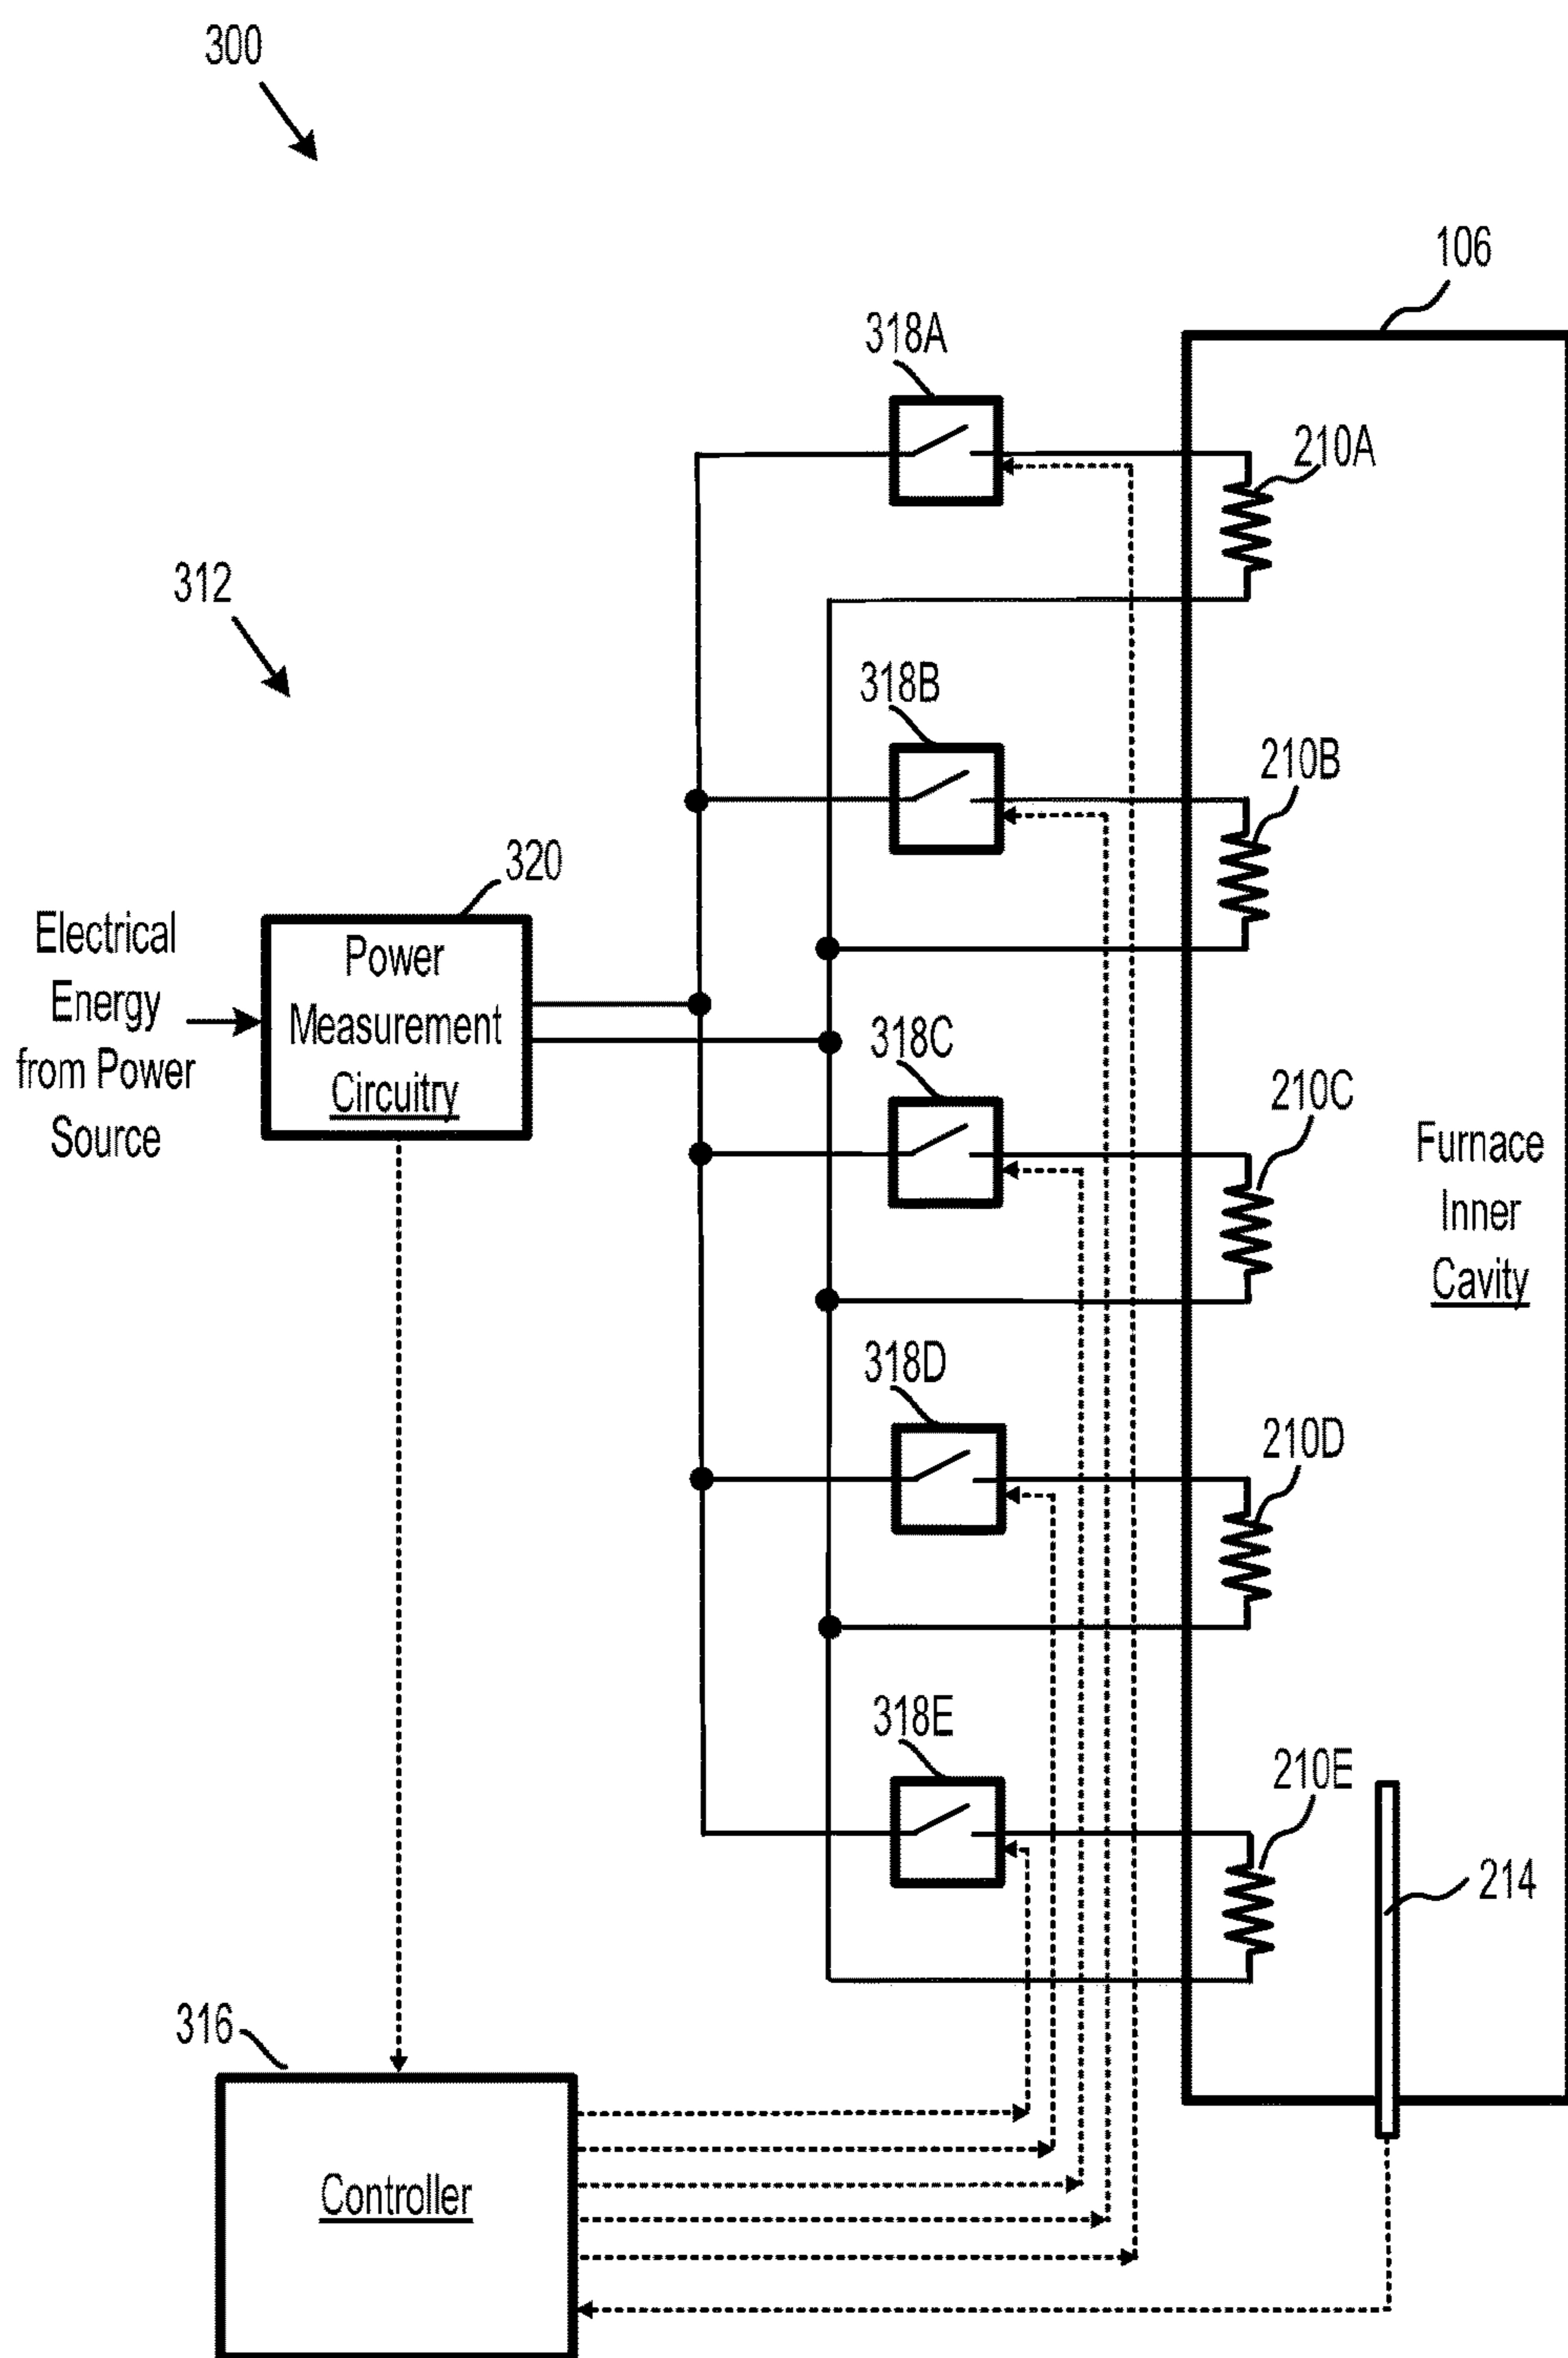 300
106
318A
210A
312
318B
210B
320
Electrical
Energy
from Power
Source
Power
Measurement
Circuitry
318C
210C
Furnace
Inner
Cavity
318D
210D
318E
210E
214
316
Controller